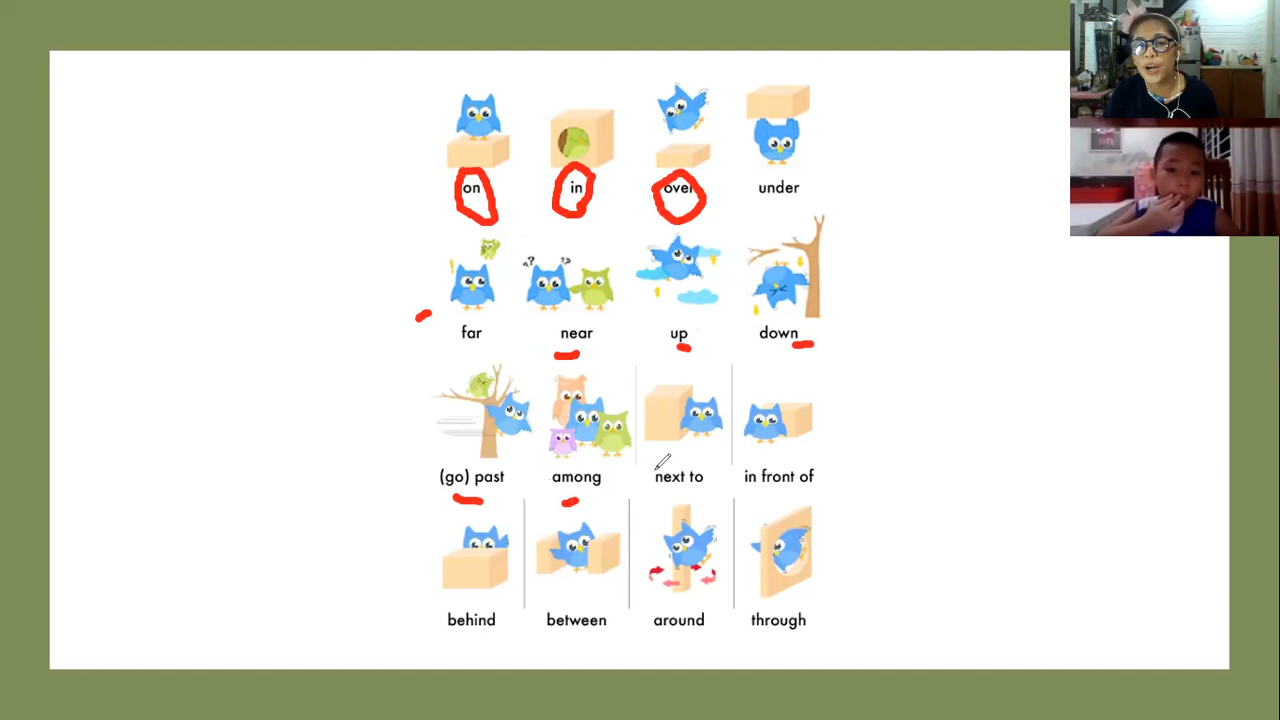 on in over under
far near up down
(go) past among next to in front of
behind between around through